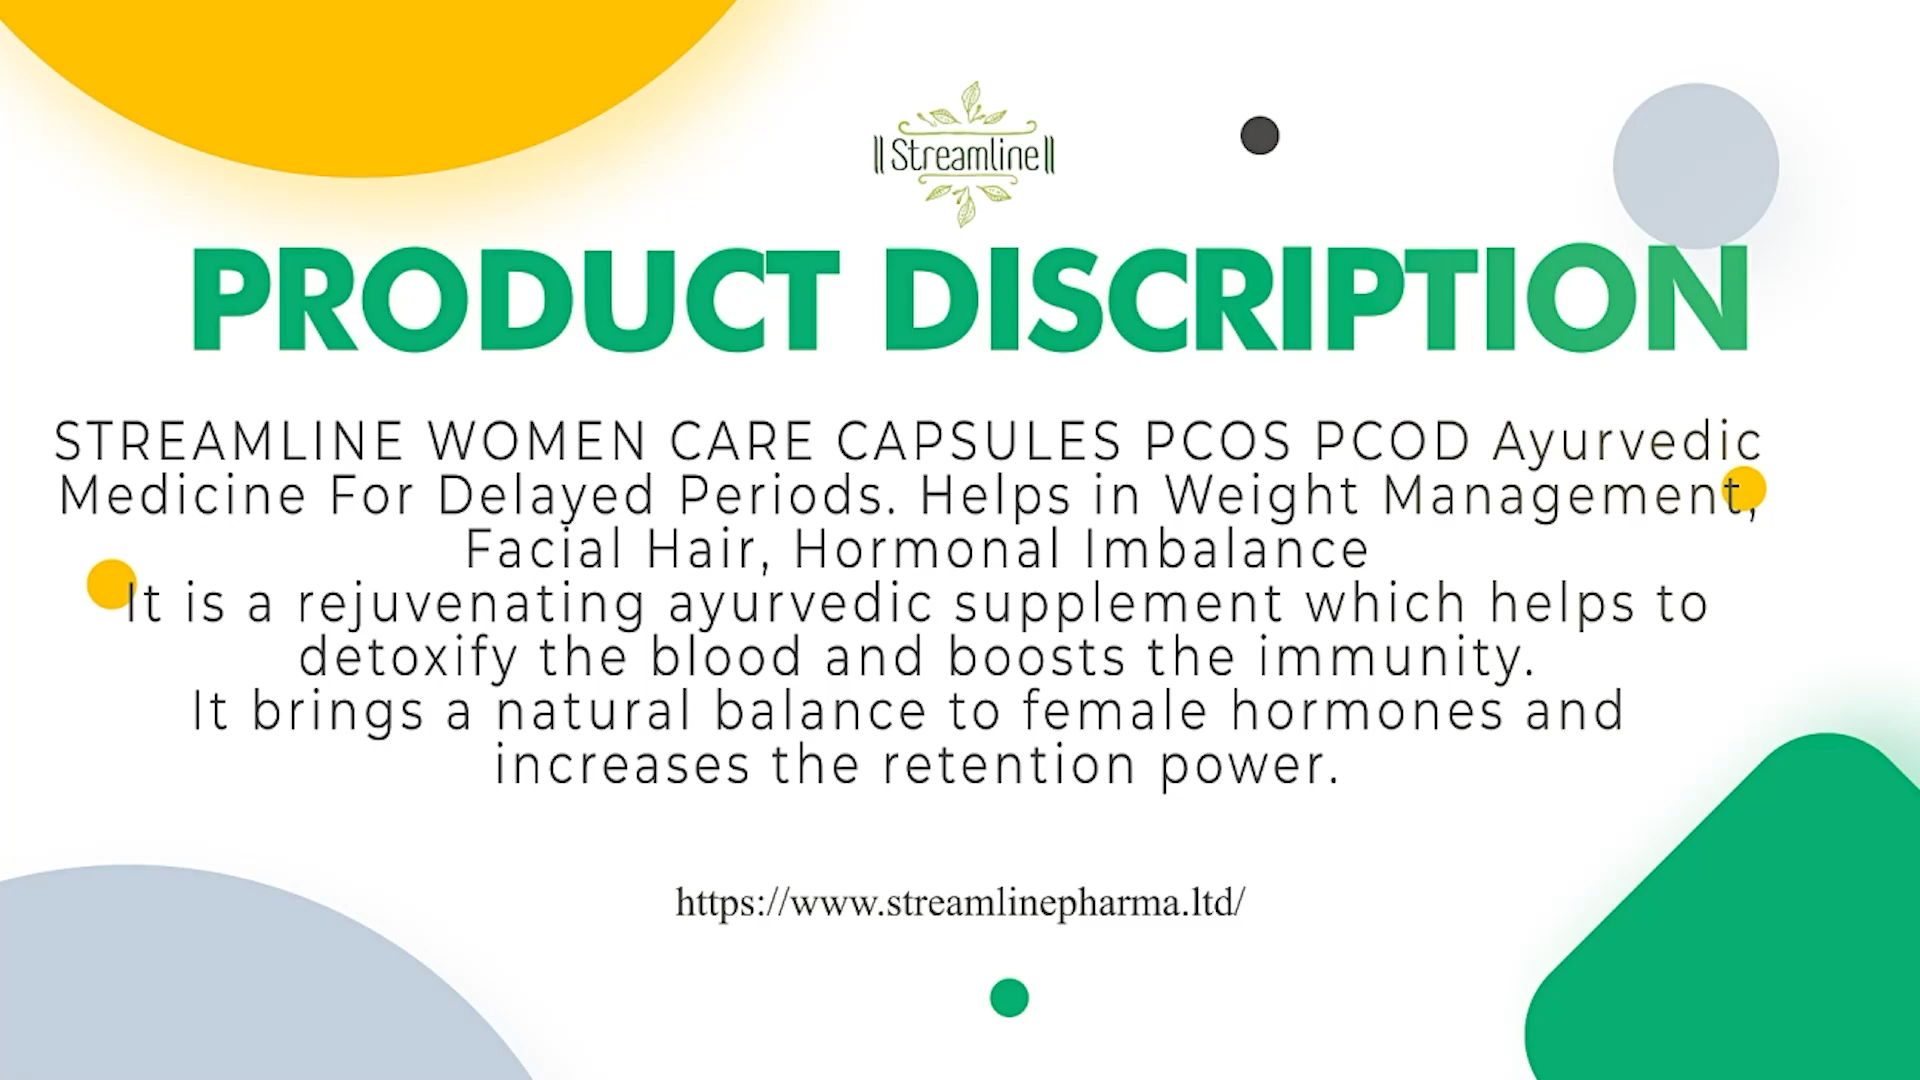 Streamline
PRODUCT DISCRIPTION
STREAMLINE WOMEN CARE CAPSULES PCOS PCOD Ayurvedic
Medicine For Delayed Periods. Helps in Weight Management,
Facial Hair, Hormonal Imbalance
It is a rejuvenating ayurvedic supplement which helps to
detoxify the blood and boosts the immunity.
It brings a natural balance to female hormones and
increases the retention power.
https://www.streamlinepharma.ltd/